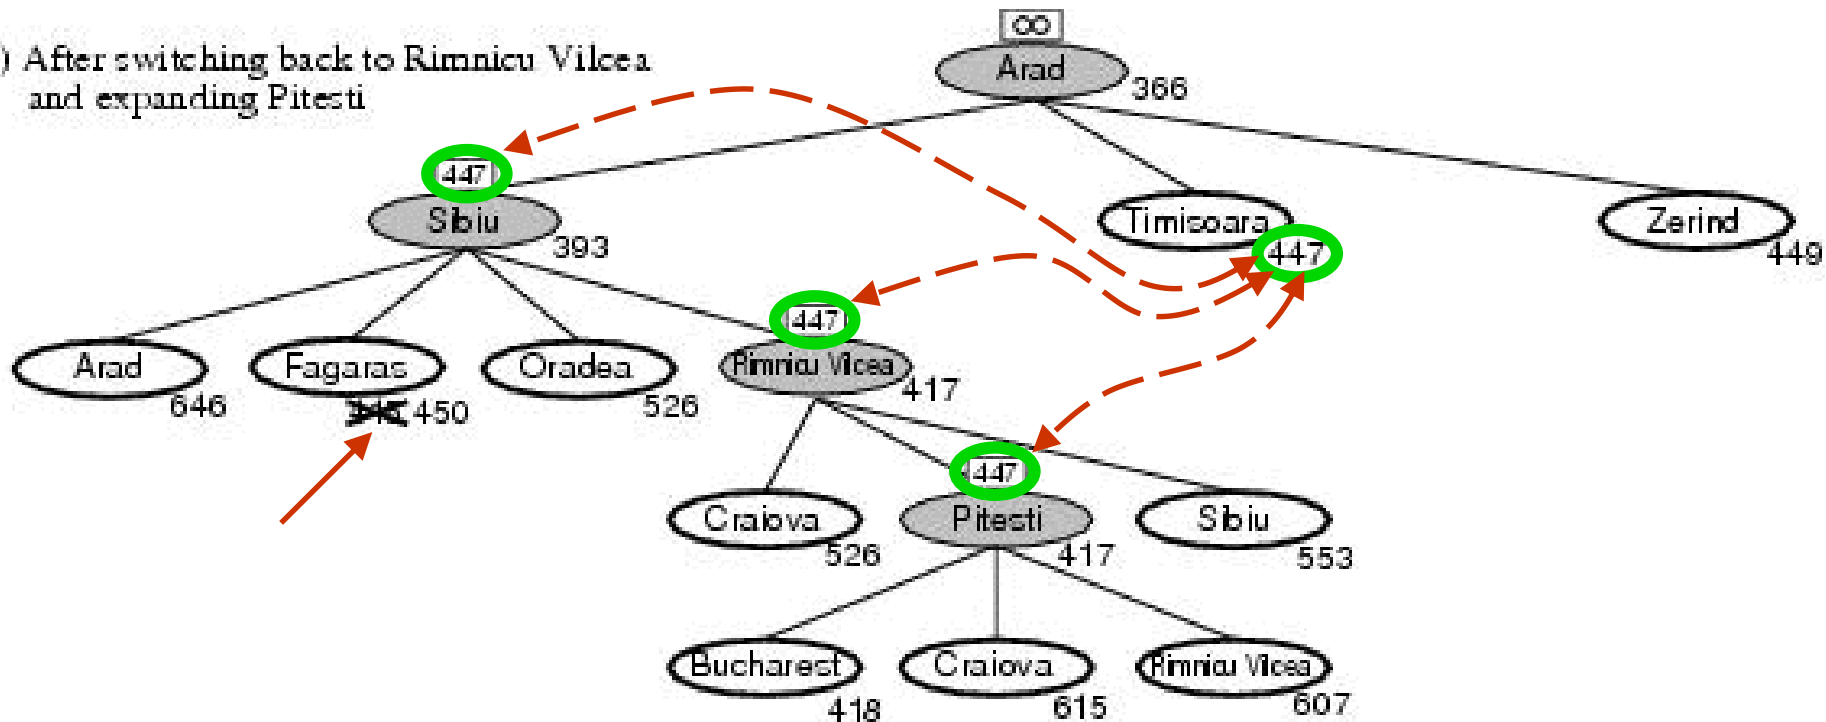 ) After switching back to Rimnicu Vilcea
and expanding Pitesti
∞
Arad
366
447
Sibiu
393
Timisoara
447
Zerind
449
Arad
646
Fagaras
450
Oradea
526
447
Rimnicu Vilcea
417
Craiova
526
447
Pitesti
417
Sibiu
553
Bucharest
418
Craiova
615
Rimnicu Vilcea
607